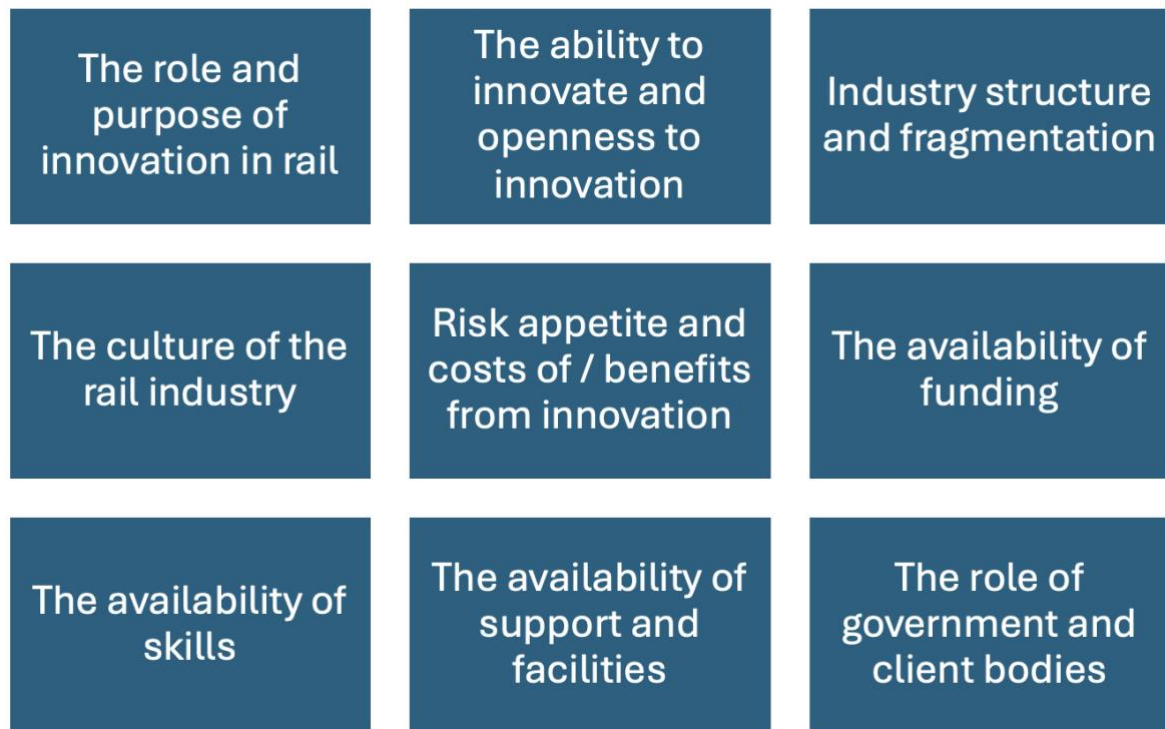 The role and
purpose of
innovation in rail
The ability to
innovate and
openness to
innovation
Industry structure
and fragmentation
The culture of the
rail industry
Risk appetite and
costs of / benefits
from innovation
The availability of
funding
The availability of
skills
The availability of
support and
facilities
The role of
government and
client bodies